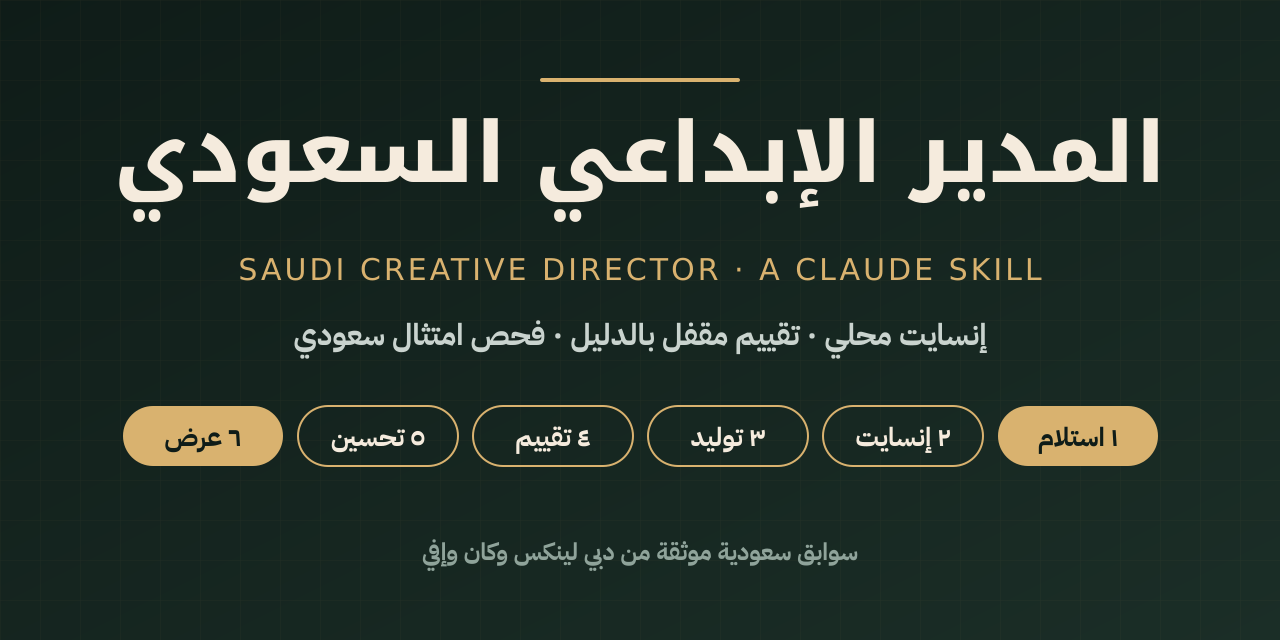 المدير الإبداعي السعودي
SAUDI CREATIVE DIRECTOR · A CLAUDE SKILL
إنسايت محلي · تقييم مقفل بالدليل · فحص امتثال سعودي
١ استلام ٢ إنسايت ٣ توليد ٤ تقييم ٥ تحسين ٦ عرض
سوابق سعودية موثقة من دبي لينكس وكان وإفي